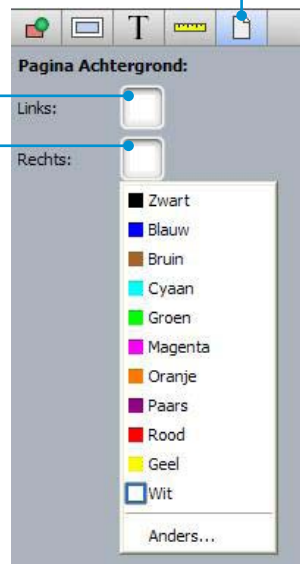 T
Pagina Achtergrond:
Links:
Rechts:
Zwart
Blauw
Bruin
Cyaan
Groen
Magenta
Oranje
Paars
Rood
Geel
Wit
Anders...